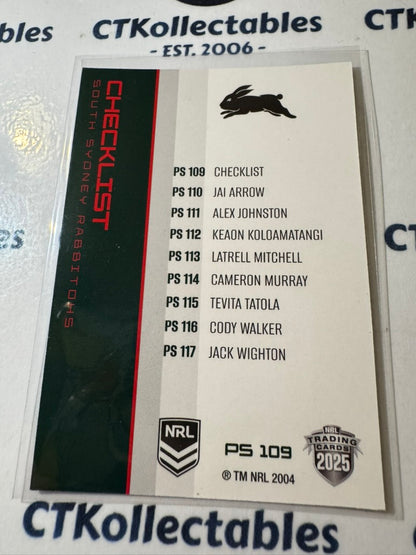 CTKollectables
- EST. 2006 -
CHECKLIST
SOUTH SYDNEY RABBITOHS
PS 109 CHECKLIST
PS 110 JAI ARROW
PS 111 ALEX JOHNSTON
PS 112 KEAON KOLOAMATANGI
PS 113 LATRELL MITCHELL
PS 114 CAMERON MURRAY
PS 115 TEVITA TATOLA
PS 116 CODY WALKER
PS 117 JACK WIGHTON
NRL
PS 109
® TM NRL 2004
NRL
TRADING
CARDS
2025
CTKollectables